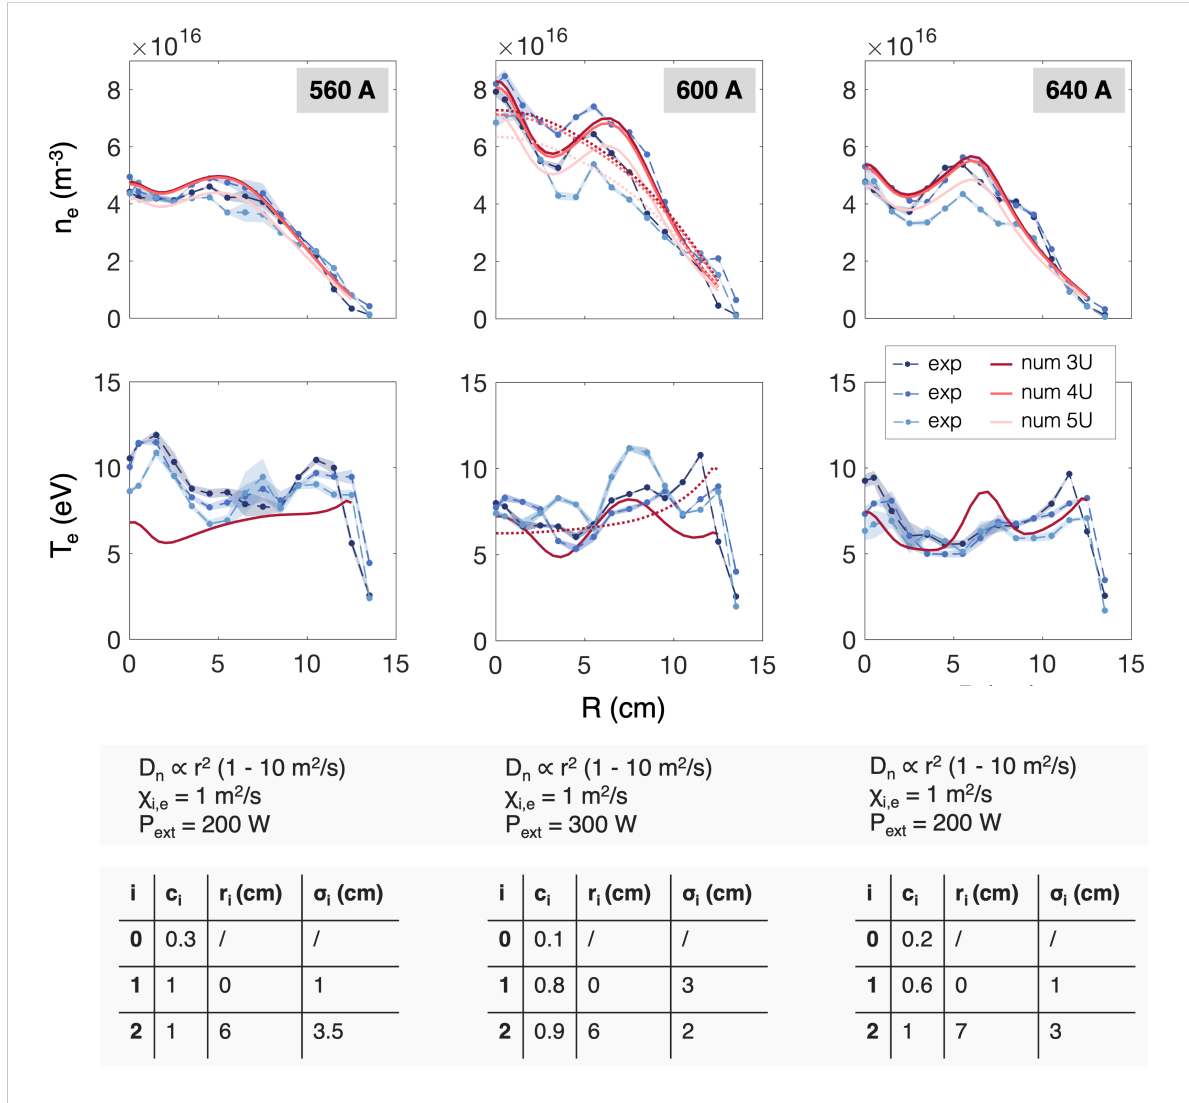 ×10^16 ×10^16 ×10^16
560 A 600 A 640 A
n_e (m^-3)
8 8 8
6 6 6
4 4 4
2 2 2
0 0 0
exp num 3U
exp num 4U
exp num 5U
T_e (eV)
15 15 15
10 10 10
5 5 5
0 0 0
0 5 10 15 0 5 10 15 0 5 10 15
R (cm)
D_n ∝ r^2 (1 - 10 m^2/s)
χ_i,e = 1 m^2/s
P_ext = 200 W
D_n ∝ r^2 (1 - 10 m^2/s)
χ_i,e = 1 m^2/s
P_ext = 300 W
D_n ∝ r^2 (1 - 10 m^2/s)
χ_i,e = 1 m^2/s
P_ext = 200 W
i c_i r_i (cm) σ_i (cm)
0 0.3 / /
1 1 0 1
2 1 6 3.5
i c_i r_i (cm) σ_i (cm)
0 0.1 / /
1 0.8 0 3
2 0.9 6 2
i c_i r_i (cm) σ_i (cm)
0 0.2 / /
1 0.6 0 1
2 1 7 3